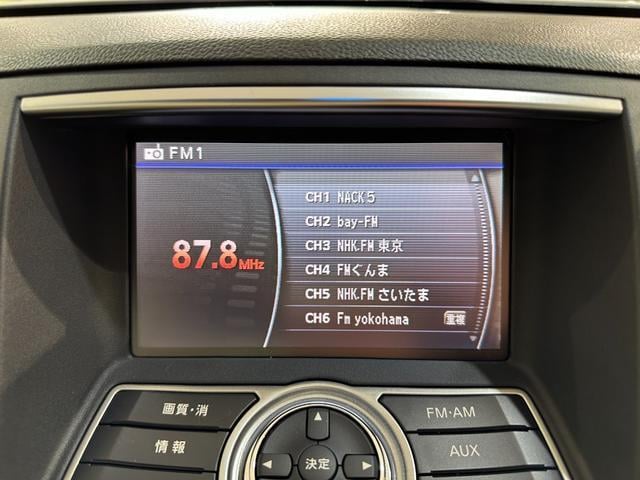 FM1
87.8MHz
CH1 NACK5
CH2 bay-FM
CH3 NHK.FM 東京
CH4 FMぐんま
CH5 NHK.FM さいたま
CH6 Fm yokohama 重複
画質・消
FM・AM
情報
AUX
決定